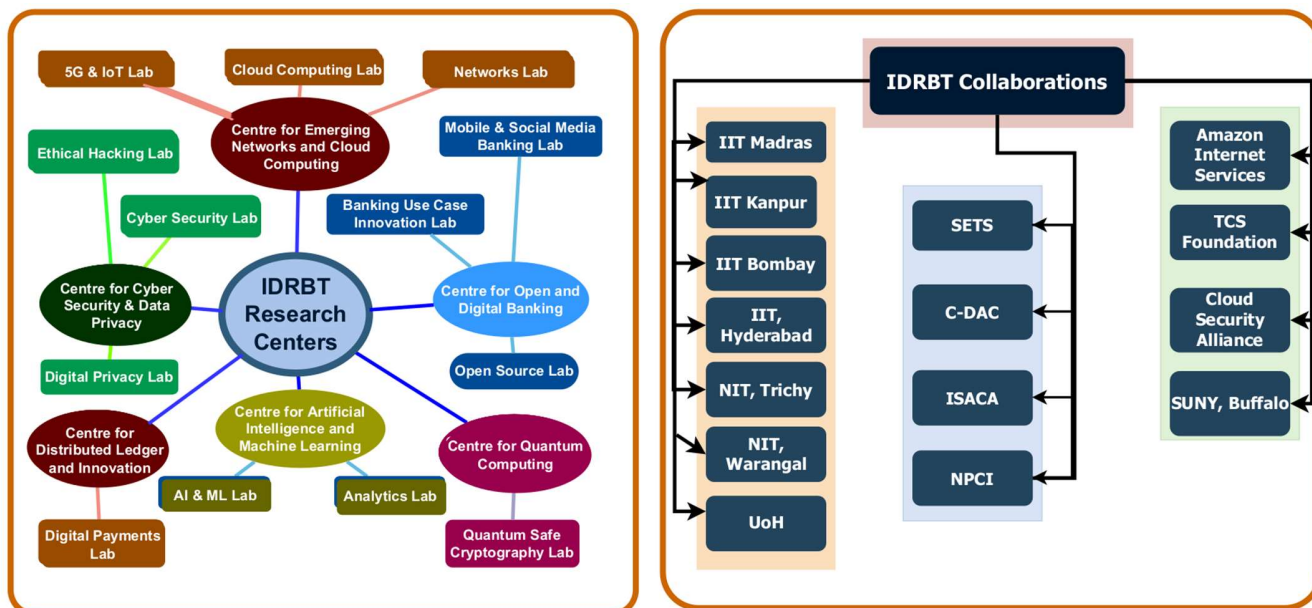 5G & IoT Lab
Cloud Computing Lab
Networks Lab
Centre for Emerging
Networks and Cloud
Computing
Mobile & Social Media
Banking Lab
Ethical Hacking Lab
Cyber Security Lab
Banking Use Case
Innovation Lab
Centre for Cyber
Security & Data
Privacy
IDRBT
Research
Centers
Centre for Open and
Digital Banking
Digital Privacy Lab
Open Source Lab
Centre for
Distributed Ledger
and Innovation
Centre for Artificial
Intelligence and
Machine Learning
Centre for Quantum
Computing
AI & ML Lab
Analytics Lab
Digital Payments
Lab
Quantum Safe
Cryptography Lab
IDRBT Collaborations
IIT Madras
IIT Kanpur
IIT Bombay
IIT,
Hyderabad
NIT, Trichy
NIT,
Warangal
UoH
SETS
C-DAC
ISACA
NPCI
Amazon
Internet
Services
TCS
Foundation
Cloud
Security
Alliance
SUNY, Buffalo